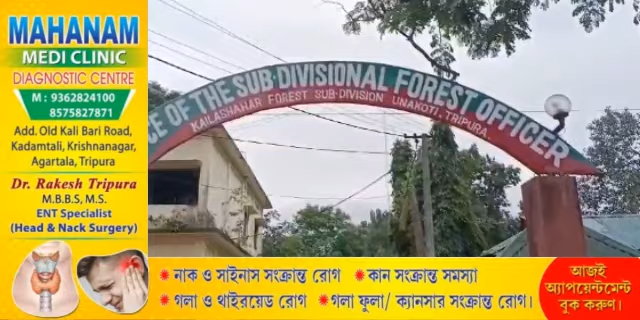 MAHANAM
MEDI CLINIC
DIAGNOSTIC CENTRE
M : 9362824100
8575827871
Add. Old Kali Bari Road,
Kadamtali, Krishnanagar,
Agartala, Tripura
Dr. Rakesh Tripura
M.B.B.S, M.S.
ENT Specialist
(Head & Neck Surgery)
CE OF THE SUB-DIVISIONAL FOREST OFFICER
KAILASHAHAR FOREST SUB-DIVISION UNAKOTI, TRIPURA.
* নাক ও সাইনাস সংক্রান্ত রোগ * কান সংক্রান্ত সমস্যা
* গলা ও থাইরয়েড রোগ * গলা ফুলা/ ক্যানসার সংক্রান্ত রোগ।
আজই
অ্যাপয়েন্টমেন্ট
বুক করুণ।